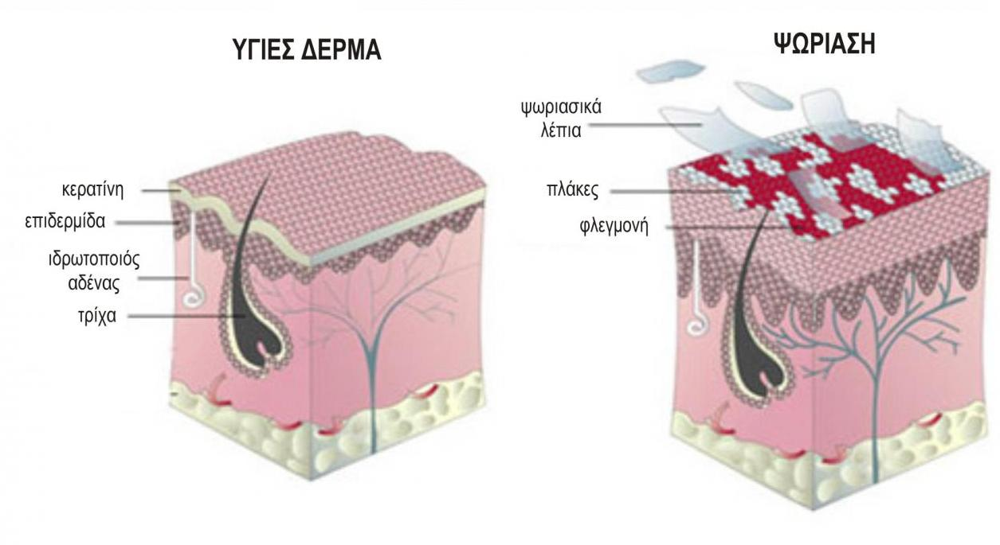 ΥΓΙΕΣ ΔΕΡΜΑ
κερατίνη
επιδερμίδα
ιδρωτοποιός
αδένας
τρίχα
ΨΩΡΙΑΣΗ
ψωριασικά
λέπια
πλάκες
φλεγμονή